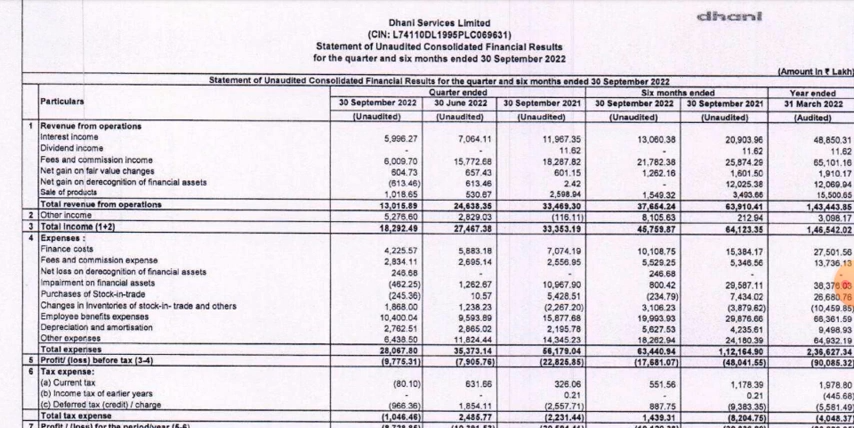 dhani
Dhani Services Limited
(CIN: L74110DL1995PLC069631)
Statement of Unaudited Consolidated Financial Results
for the quarter and six months ended 30 September 2022
(Amount in ₹ Lakh)
Statement of Unaudited Consolidated Financial Results for the quarter and six months ended 30 September 2022
Particulars Quarter ended Six months ended Year ended
30 September 2022 30 June 2022 30 September 2021 30 September 2022 30 September 2021 31 March 2022
(Unaudited) (Unaudited) (Unaudited) (Unaudited) (Unaudited) (Audited)
1 Revenue from operations
Interest income 5,996.27 7,064.11 11,967.35 13,060.38 20,903.96 48,850.31
Dividend income - - 11.62 - 11.62 11.62
Fees and commission income 6,009.70 15,772.68 18,287.82 21,782.38 25,874.29 65,101.16
Net gain on fair value changes 604.73 657.43 601.15 1,262.16 1,601.50 1,910.17
Net gain on derecognition of financial assets (613.46) 613.46 2.42 - 12,025.38 12,069.94
Sale of products 1,018.65 530.67 2,598.94 1,549.32 3,493.66 15,500.65
Total revenue from operations 13,015.89 24,638.35 33,469.30 37,654.24 63,910.41 1,43,443.85
2 Other income 5,276.60 2,829.03 (116.11) 8,105.63 212.94 3,098.17
3 Total Income (1+2) 18,292.49 27,467.38 33,353.19 45,759.87 64,123.35 1,46,542.02
4 Expenses :
Finance costs 4,225.57 5,883.18 7,074.19 10,108.75 15,384.17 27,501.56
Fees and commission expense 2,834.11 2,695.14 2,556.95 5,529.25 5,346.56 13,736.13
Net loss on derecognition of financial assets 246.68 - - 246.68 - -
Impairment on financial assets (462.25) 1,262.67 10,967.90 800.42 29,587.11
Purchases of Stock-in-trade (245.36) 10.57 5,428.51 (234.79) 7,434.02 26,680.76
Changes in Inventories of stock-in- trade and others 1,868.00 1,238.23 (2,267.20) 3,106.23 (3,879.62) (10,459.85)
Employee benefits expenses 10,400.04 9,593.89 15,877.68 19,993.93 29,876.66 66,361.59
Depreciation and amortisation 2,762.51 2,865.02 2,195.78 5,627.53 4,235.61 9,498.93
Other expenses 6,438.50 11,824.44 14,345.23 18,262.94 24,180.39 64,932.19
Total expenses 28,067.80 35,373.14 56,179.04 63,440.94 1,12,164.90 2,36,627.34
5 Profit/ (loss) before tax (3-4) (9,775.31) (7,905.76) (22,825.85) (17,681.07) (48,041.55) (90,085.32)
6 Tax expense:
(a) Current tax (80.10) 631.66 326.06 551.56 1,178.39 1,978.80
(b) Income tax of earlier years - - 0.21 - 0.21 (445.68)
(c) Deferred tax (credit) / charge (966.36) 1,854.11 (2,557.71) 887.75 (9,383.35) (5,581.49)
Total tax expense (1,046.46) 2,485.77 (2,231.44) 1,439.31 (8,204.75) (4,048.37)
7 Profit / (loss) for the period/year (5-6)